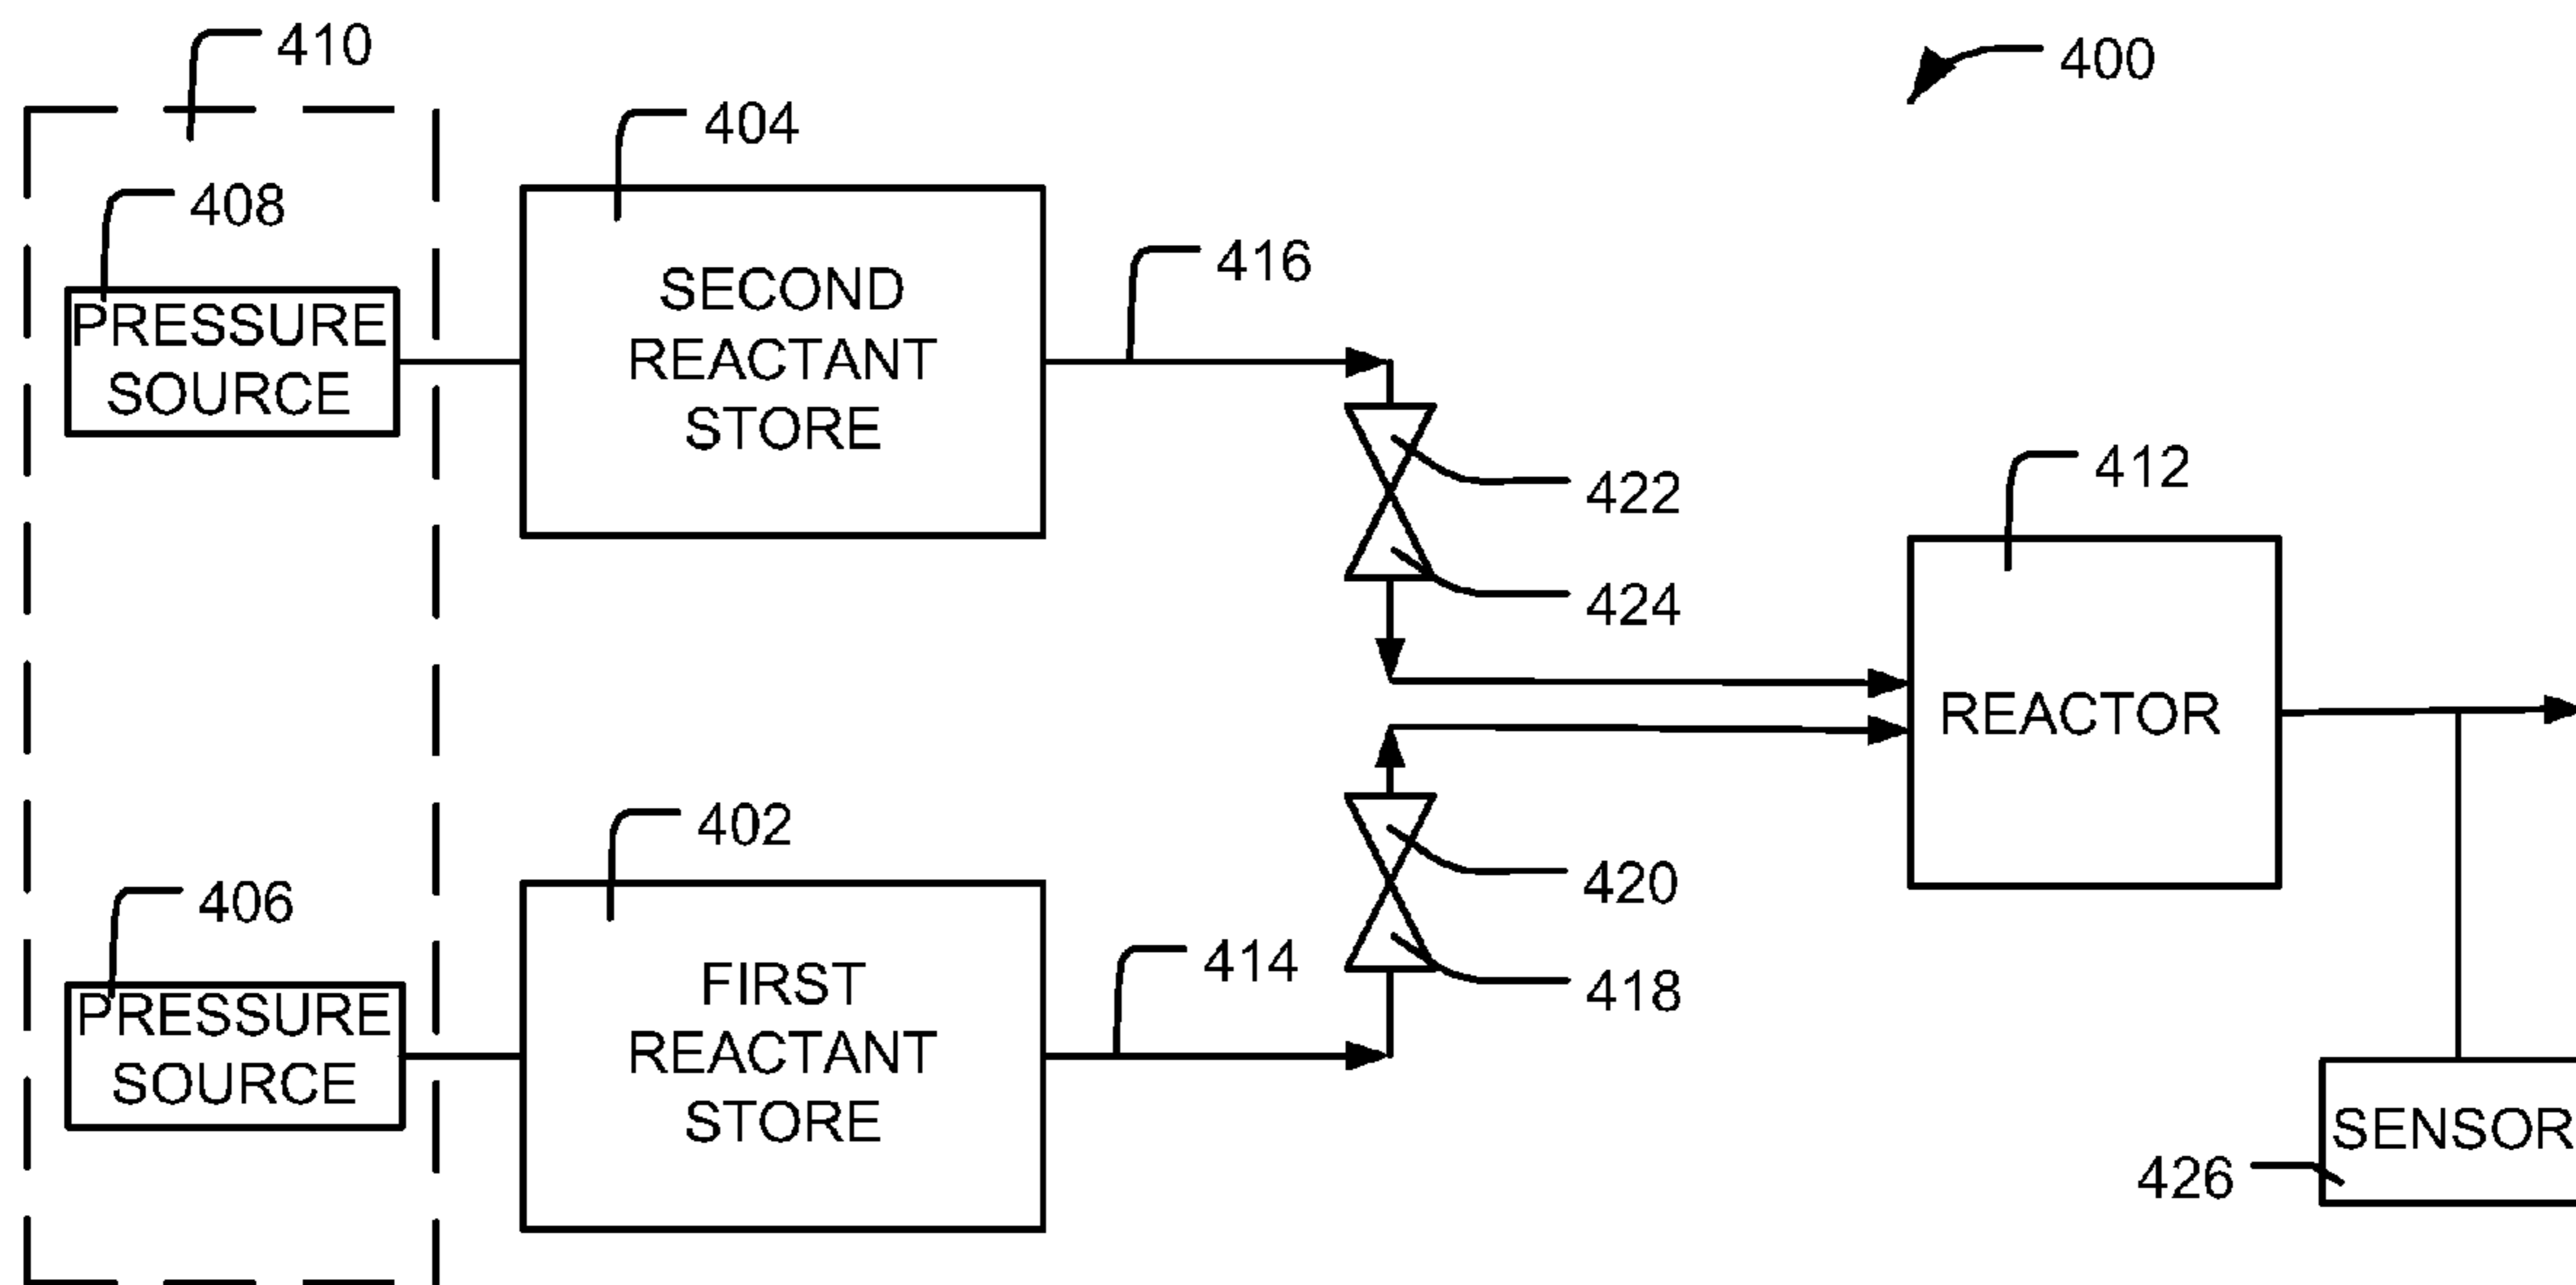 410
400
404
408
SECOND
REACTANT
STORE
416
PRESSURE
SOURCE
422
412
424
REACTOR
402
420
406
FIRST
REACTANT
STORE
414
418
PRESSURE
SOURCE
SENSOR
426